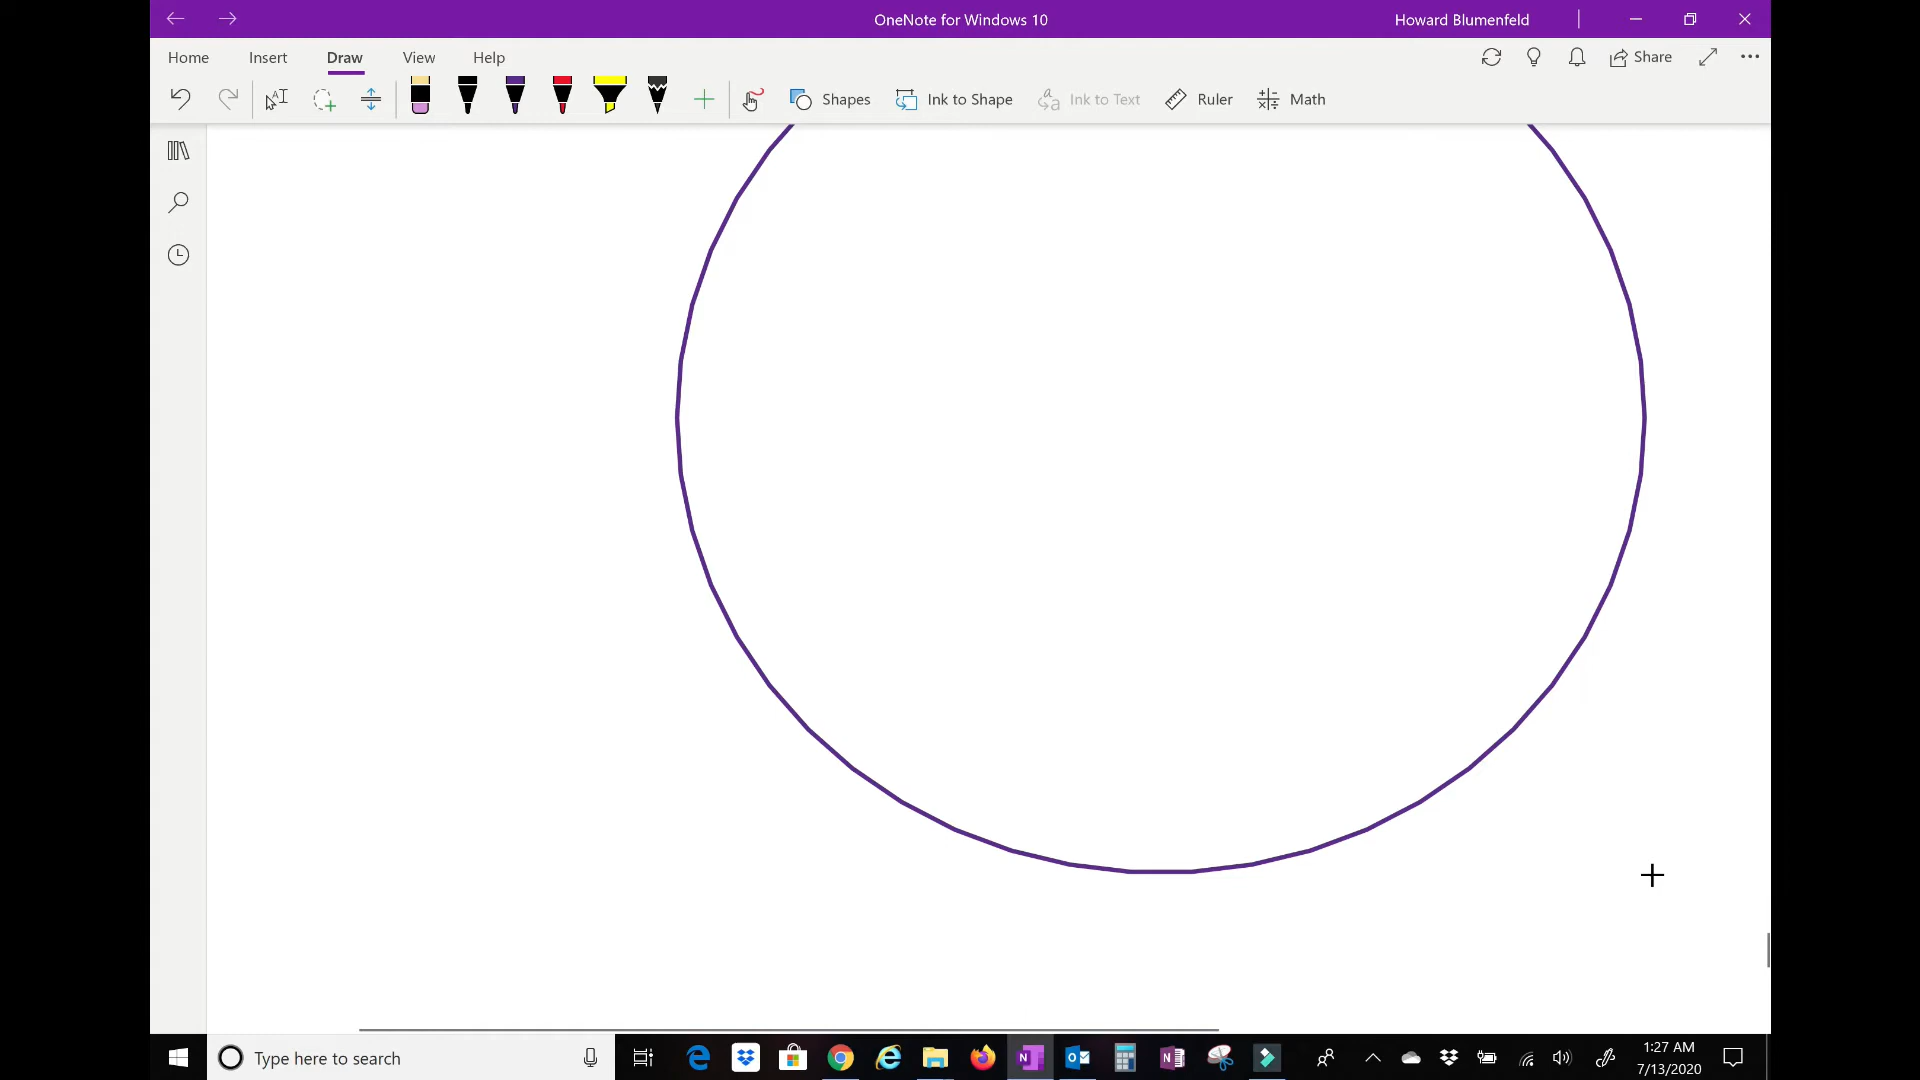 OneNote for Windows 10
Howard Blumenfeld
Home
Insert
Draw
View
Help
Share
Shapes
Ink to Shape
Ink to Text
Ruler
Math
Type here to search
1:27 AM
7/13/2020